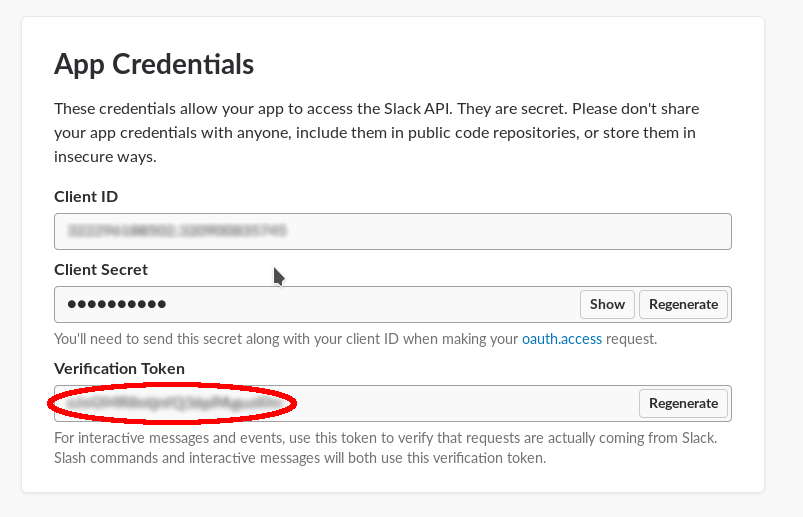 App Credentials
These credentials allow your app to access the Slack API. They are secret. Please don't share
your app credentials with anyone, include them in public code repositories, or store them in
insecure ways.
Client ID
Client Secret
●●●●●●●●●● Show Regenerate
You'll need to send this secret along with your client ID when making your oauth.access request.
Verification Token
Regenerate
For interactive messages and events, use this token to verify that requests are actually coming from Slack.
Slash commands and interactive messages will both use this verification token.